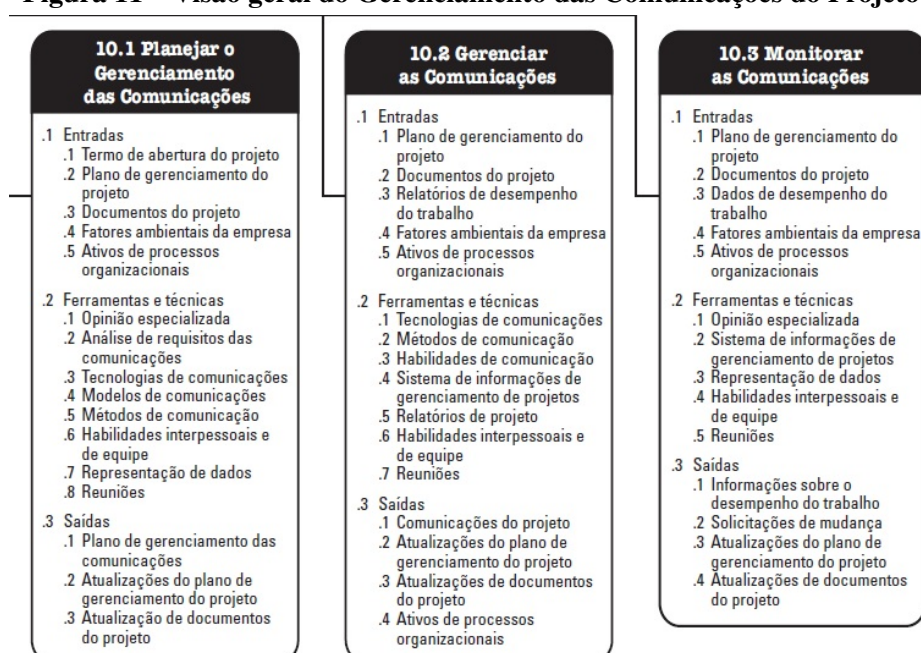 Figura 11 – Visão geral do Gerenciamento das Comunicações do Projeto
10.1 Planejar o
Gerenciamento
das Comunicações
.1 Entradas
.1 Termo de abertura do projeto
.2 Plano de gerenciamento do
projeto
.3 Documentos do projeto
.4 Fatores ambientais da empresa
.5 Ativos de processos
organizacionais
.2 Ferramentas e técnicas
.1 Opinião especializada
.2 Análise de requisitos das
comunicações
.3 Tecnologias de comunicações
.4 Modelos de comunicações
.5 Métodos de comunicação
.6 Habilidades interpessoais e
de equipe
.7 Representação de dados
.8 Reuniões
.3 Saídas
.1 Plano de gerenciamento das
comunicações
.2 Atualizações do plano de
gerenciamento do projeto
.3 Atualização de documentos
do projeto
10.2 Gerenciar
as Comunicações
.1 Entradas
.1 Plano de gerenciamento do
projeto
.2 Documentos do projeto
.3 Relatórios de desempenho
do trabalho
.4 Fatores ambientais da empresa
.5 Ativos de processos
organizacionais
.2 Ferramentas e técnicas
.1 Tecnologias de comunicações
.2 Métodos de comunicação
.3 Habilidades de comunicação
.4 Sistema de informações de
gerenciamento de projetos
.5 Relatórios de projeto
.6 Habilidades interpessoais e
de equipe
.7 Reuniões
.3 Saídas
.1 Comunicações do projeto
.2 Atualizações do plano de
gerenciamento do projeto
.3 Atualizações de documentos
do projeto
.4 Ativos de processos
organizacionais
10.3 Monitorar
as Comunicações
.1 Entradas
.1 Plano de gerenciamento do
projeto
.2 Documentos do projeto
.3 Dados de desempenho do
trabalho
.4 Fatores ambientais da empresa
.5 Ativos de processos
organizacionais
.2 Ferramentas e técnicas
.1 Opinião especializada
.2 Sistema de informações de
gerenciamento de projetos
.3 Representação de dados
.4 Habilidades interpessoais e
de equipe
.5 Reuniões
.3 Saídas
.1 Informações sobre o
desempenho do trabalho
.2 Solicitações de mudança
.3 Atualizações do plano de
gerenciamento do projeto
.4 Atualizações de documentos
do projeto